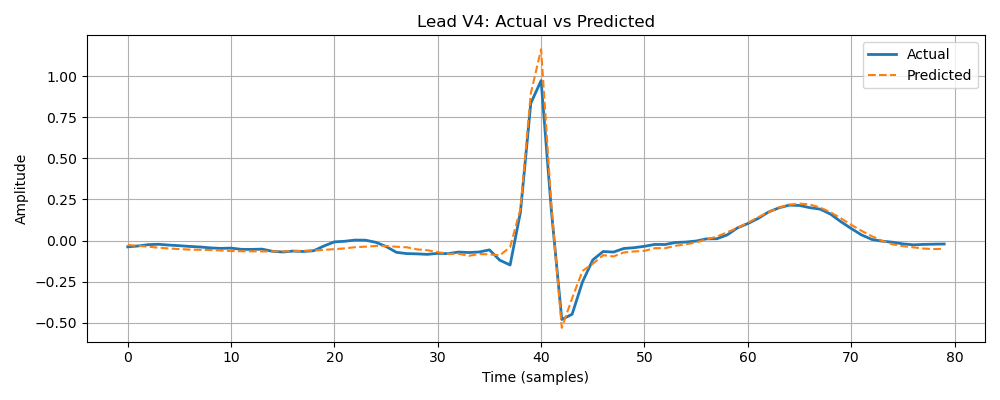 Lead V4: Actual vs Predicted
Actual
Predicted
Amplitude
1.00
0.75
0.50
0.25
0.00
−0.25
−0.50
0 10 20 30 40 50 60 70 80
Time (samples)